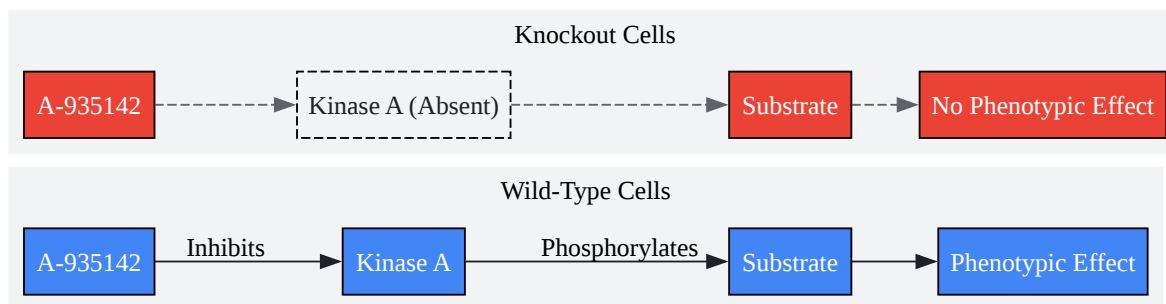 Knockout Cells
A-935142
Kinase A (Absent)
Substrate
No Phenotypic Effect
Wild-Type Cells
A-935142
Inhibits
Kinase A
Phosphorylates
Substrate
Phenotypic Effect